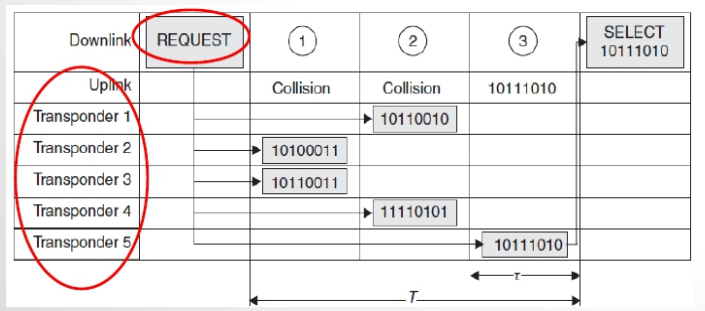 Downlink REQUEST 1 2 3 SELECT
10111010
Uplink Collision Collision 10111010
Transponder 1 10110010
Transponder 2 10100011
Transponder 3 10110011
Transponder 4 11110101
Transponder 5 10111010
τ
T